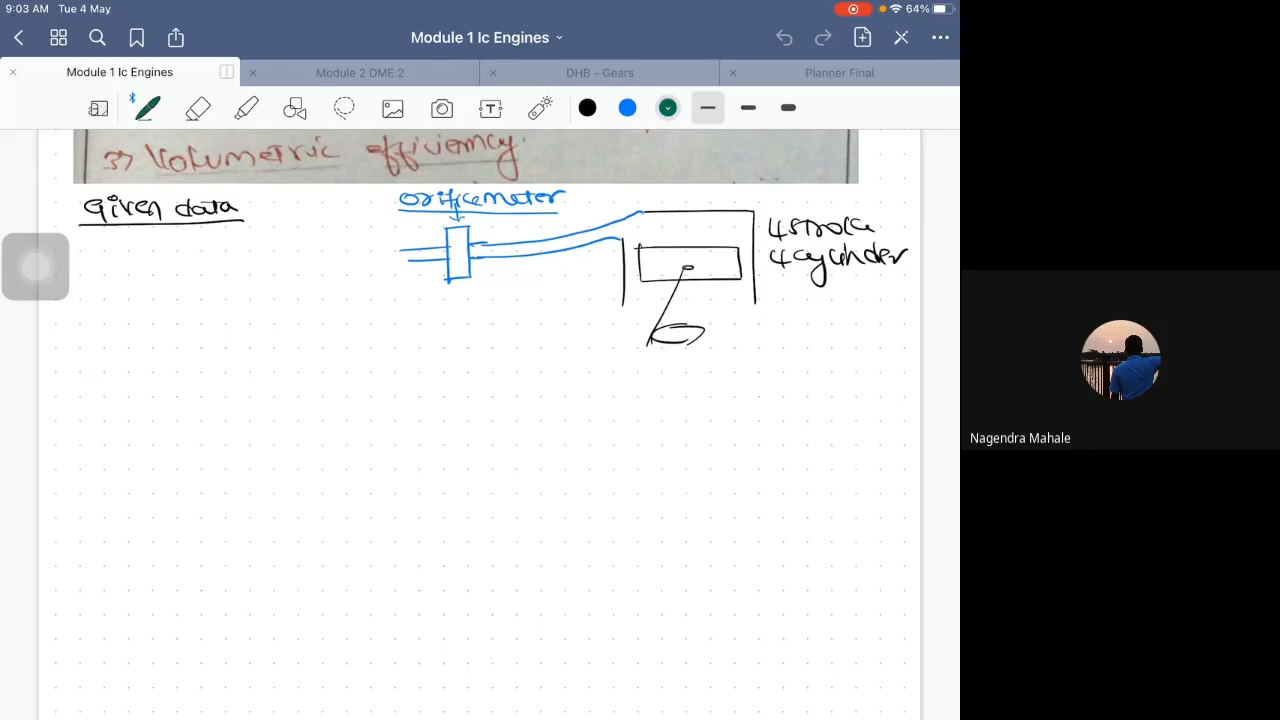 9:03 AM Tue 4 May
64%
Module 1 Ic Engines
Module 1 Ic Engines
Module 2 DME 2
DHB - Gears
Planner Final
3> Volumetric efficiency.
Given data
Orificemeter
4 stroke
4 cylinder
Nagendra Mahale